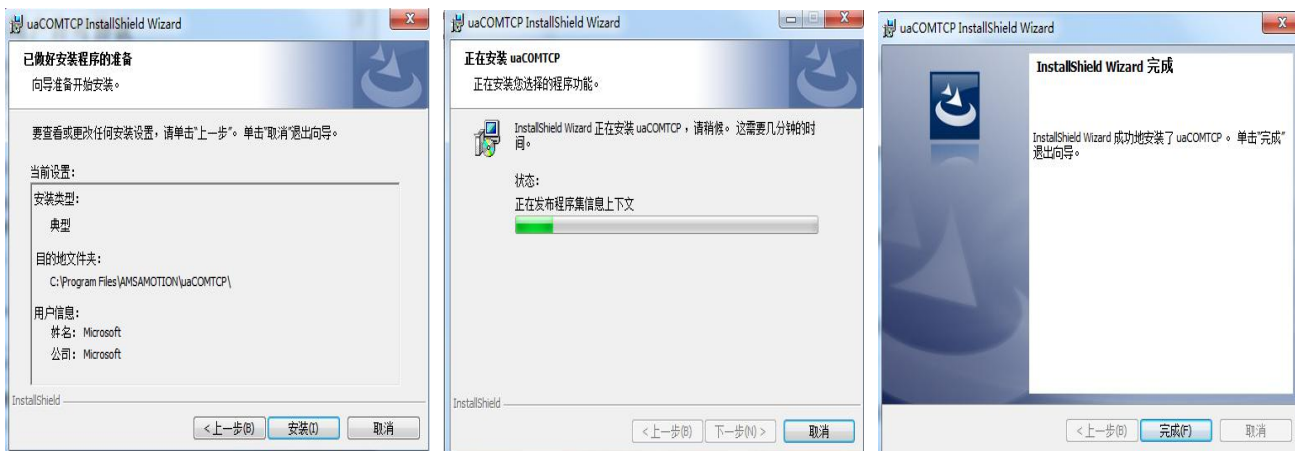 uaCOMTCP InstallShield Wizard
已做好安装程序的准备
向导准备开始安装。
要查看或更改任何安装设置，请单击“上一步”。单击“取消”退出向导。
当前设置：
安装类型：
典型
目的地文件夹：
C:\Program Files\AMSAMOTION\uaCOMTCP\
用户信息：
姓名： Microsoft
公司： Microsoft
InstallShield
<上一步(B)
安装(I)
取消
uaCOMTCP InstallShield Wizard
正在安装 uaCOMTCP
正在安装您选择的程序功能。
InstallShield Wizard 正在安装 uaCOMTCP ，请稍候。 这需要几分钟的时
间。
状态：
正在发布程序集信息上下文
InstallShield
<上一步(B)
下一步(N) >
取消
uaCOMTCP InstallShield Wizard
InstallShield Wizard 完成
InstallShield Wizard 成功地安装了 uaCOMTCP 。 单击“完成”
退出向导。
<上一步(B)
完成(F)
取消